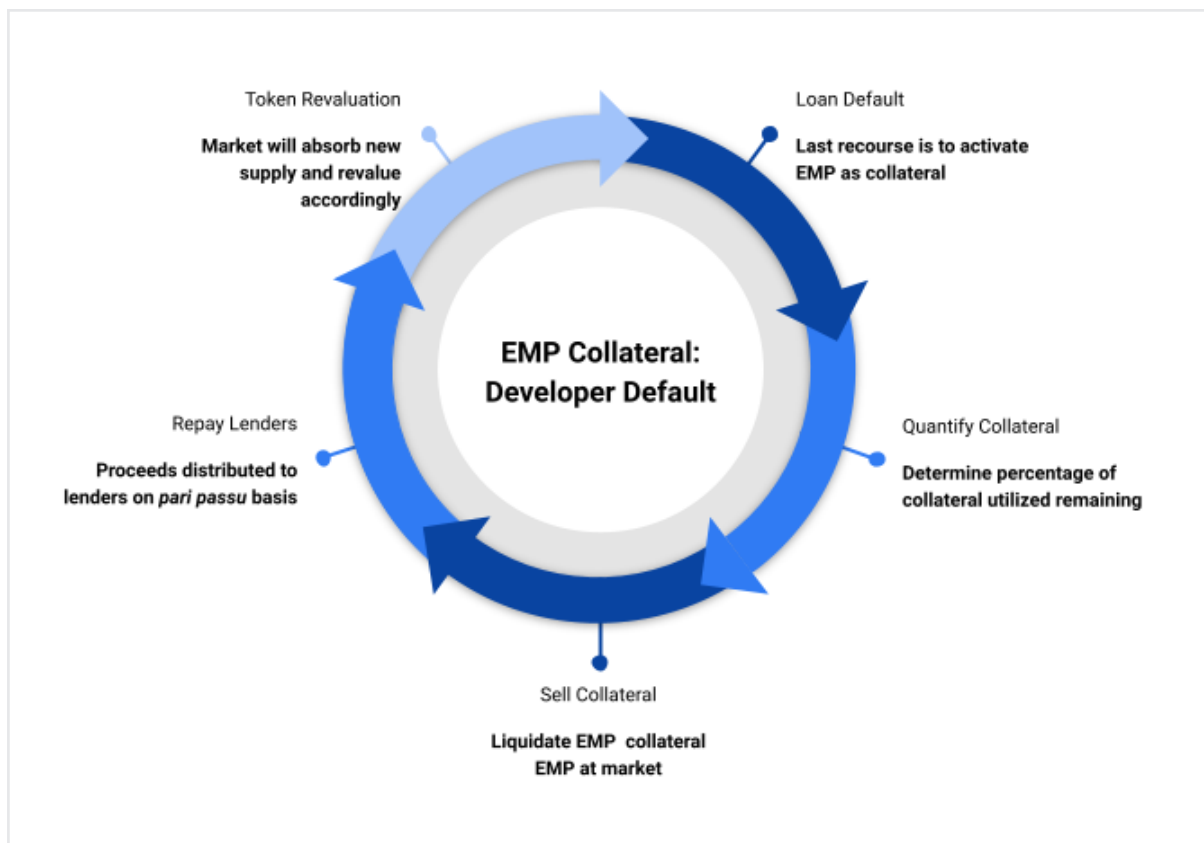 Token Revaluation
Market will absorb new
supply and revalue
accordingly
Loan Default
Last recourse is to activate
EMP as collateral
EMP Collateral:
Developer Default
Repay Lenders
Proceeds distributed to
lenders on pari passu basis
Quantify Collateral
Determine percentage of
collateral utilized remaining
Sell Collateral
Liquidate EMP  collateral
EMP at market